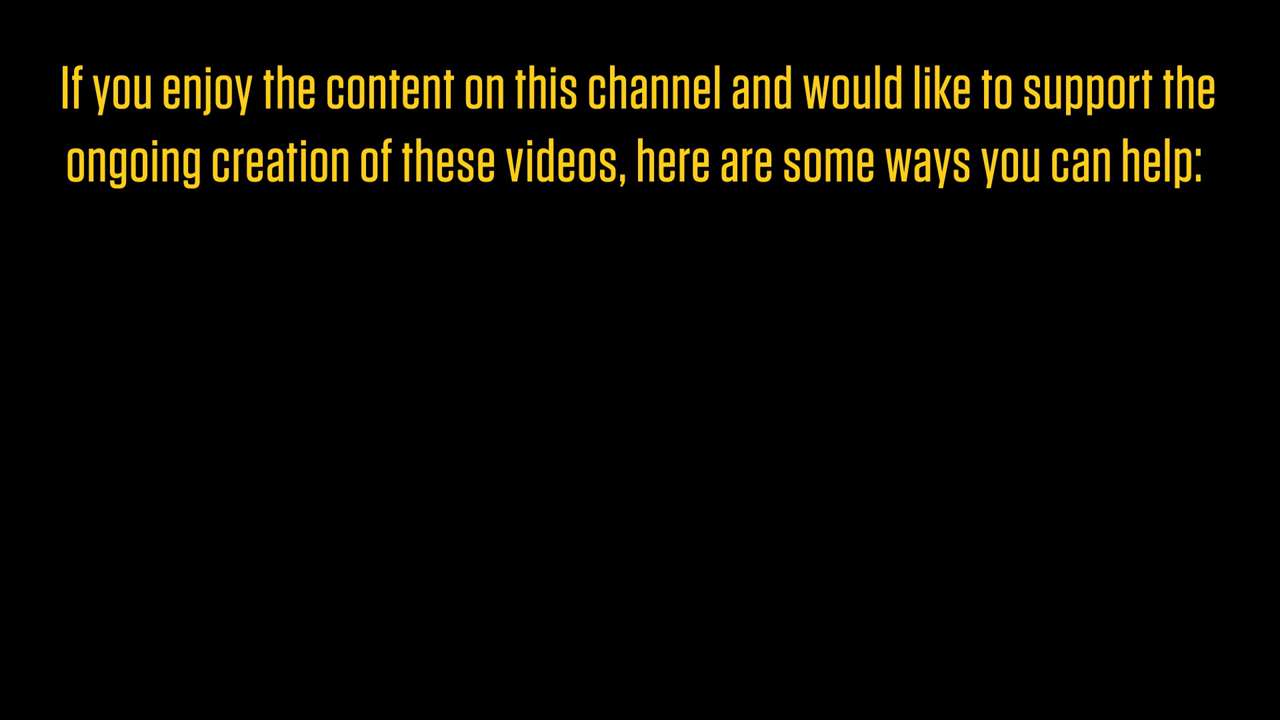 If you enjoy the content on this channel and would like to support the
ongoing creation of these videos, here are some ways you can help: